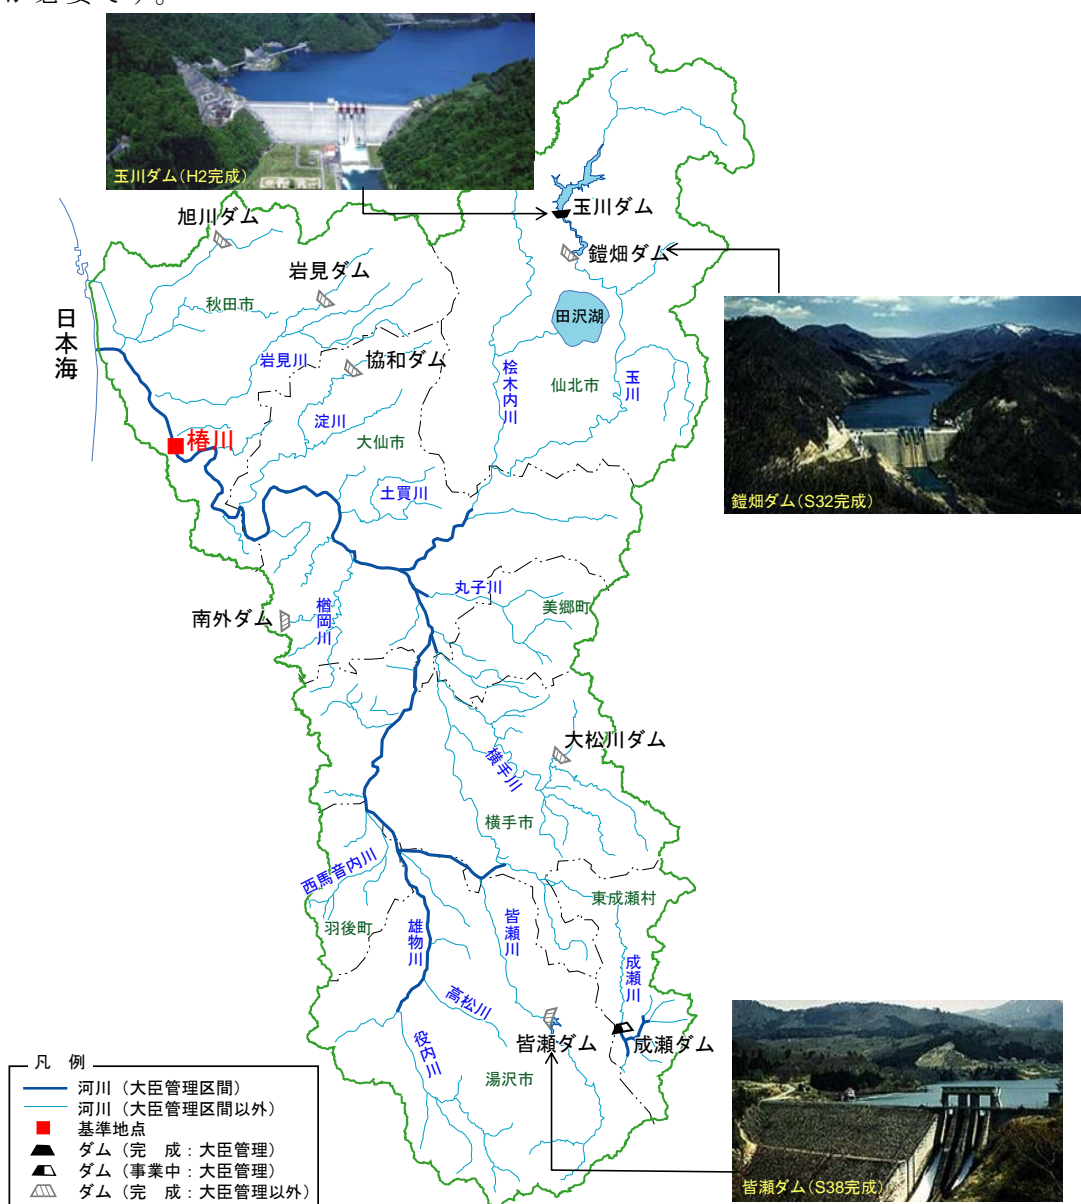 が必要です。
玉川ダム(H2完成)
旭川ダム
玉川ダム
鎧畑ダム
岩見ダム
秋田市
日本海
田沢湖
岩見川
協和ダム
桧木内川
仙北市
玉川
淀川
大仙市
椿川
土買川
鎧畑ダム(S32完成)
丸子川
美郷町
南外ダム
楢岡川
大松川ダム
横手川
横手市
西馬音内川
東成瀬村
羽後町
雄物川
皆瀬川
成瀬川
高松川
役内川
皆瀬ダム
成瀬ダム
湯沢市
皆瀬ダム(S38完成)
凡 例
河川(大臣管理区間)
河川(大臣管理区間以外)
基準地点
ダム(完 成:大臣管理)
ダム(事業中:大臣管理)
ダム(完 成:大臣管理以外)